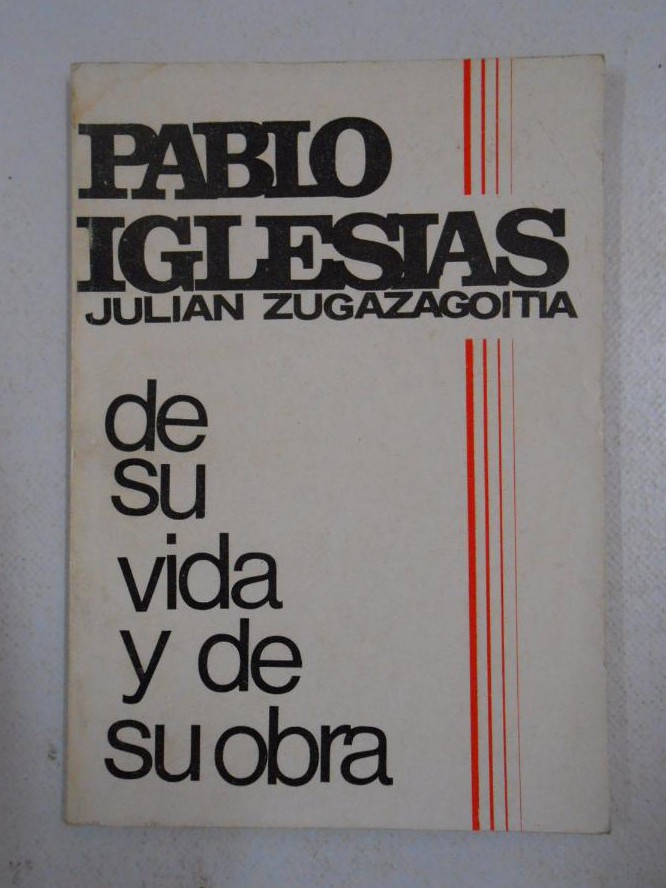 PABLO
IGLESIAS
JULIAN ZUGAZAGOITIA
de
su
vida
y de
su obra